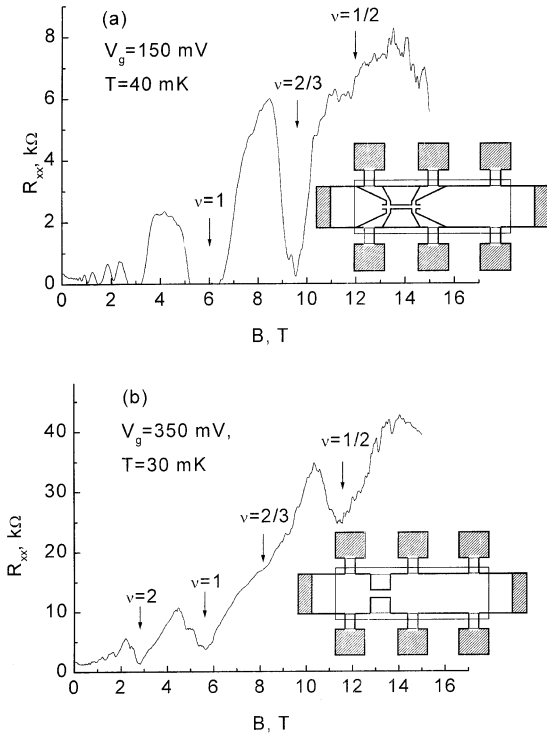 (a)
V_g=150 mV
T=40 mK
ν=1/2
ν=2/3
ν=1
R_xx, kΩ
8
6
4
2
0
0 2 4 6 8 10 12 14 16
B, T
(b)
V_g=350 mV,
T=30 mK
ν=1/2
ν=2/3
ν=2
ν=1
R_xx, kΩ
40
30
20
10
0
0 2 4 6 8 10 12 14 16
B, T